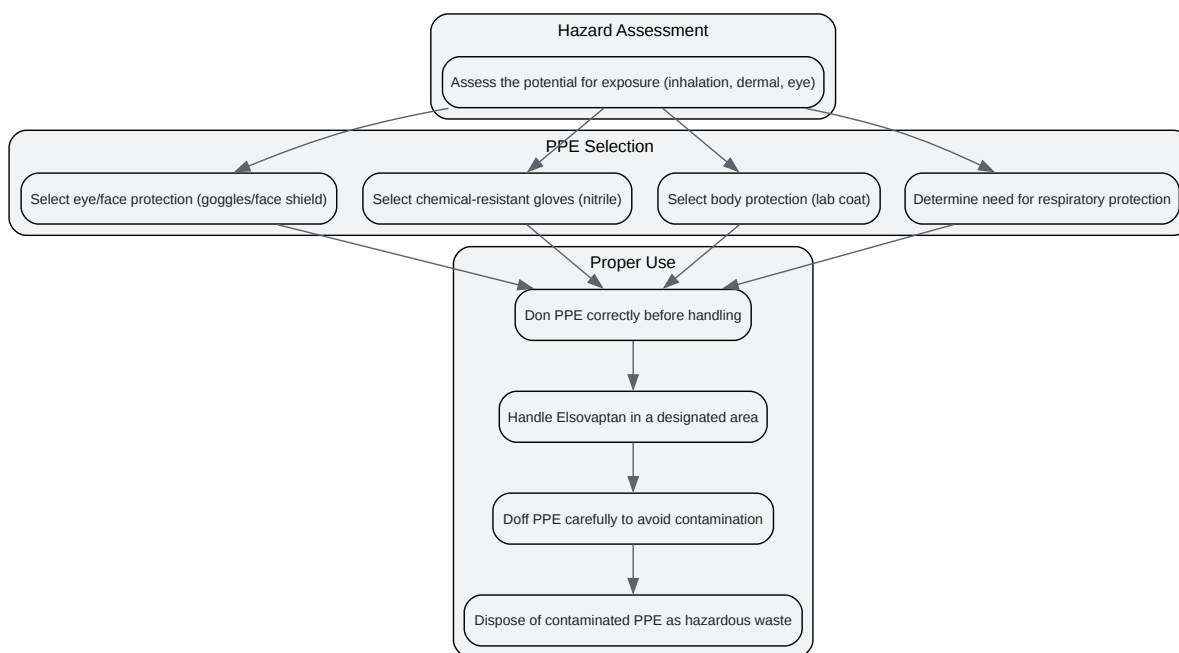 Hazard Assessment
Assess the potential for exposure (inhalation, dermal, eye)
PPE Selection
Select eye/face protection (goggles/face shield)
Select chemical-resistant gloves (nitrile)
Select body protection (lab coat)
Determine need for respiratory protection
Proper Use
Don PPE correctly before handling
Handle Elsovaptan in a designated area
Doff PPE carefully to avoid contamination
Dispose of contaminated PPE as hazardous waste